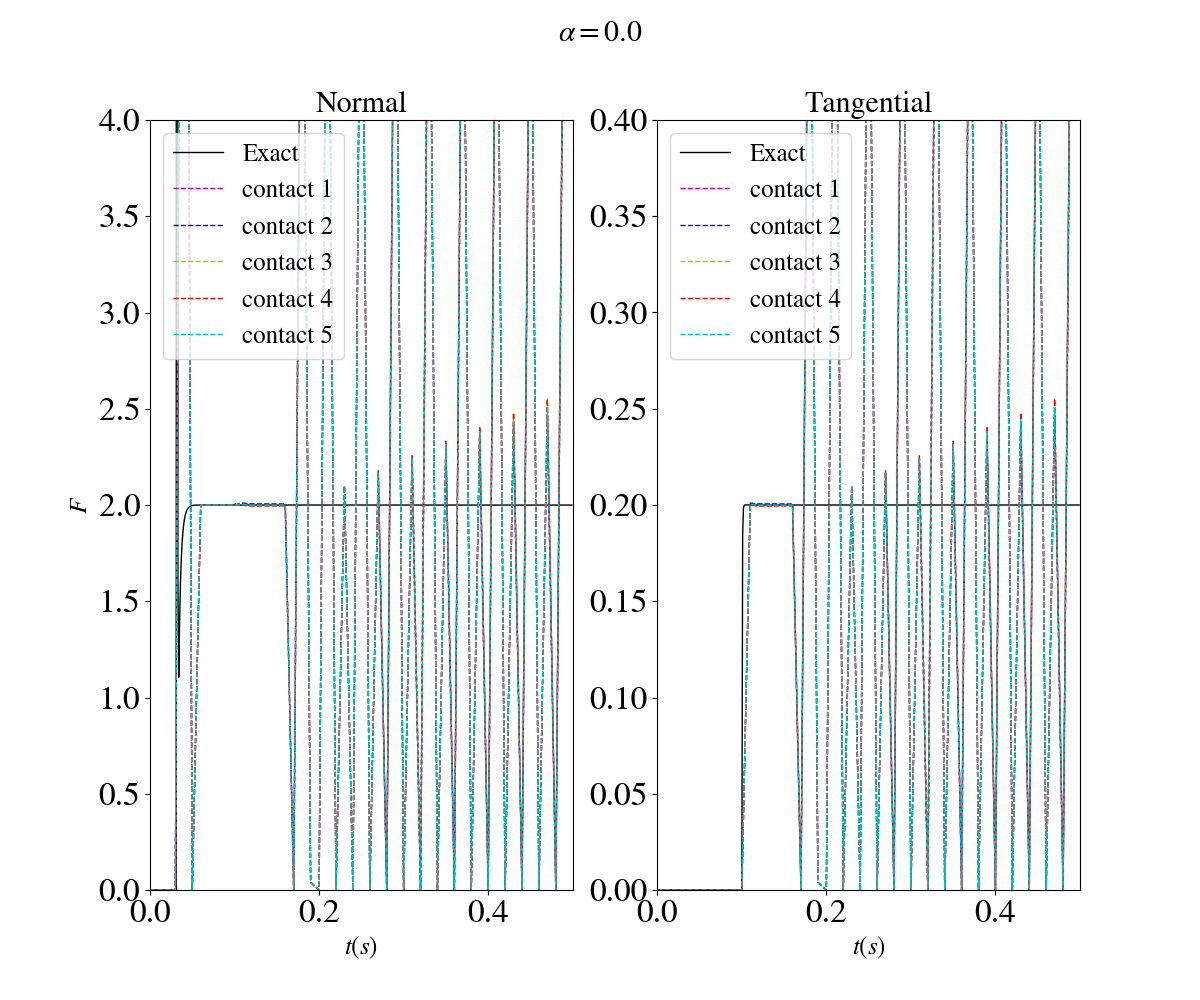 α = 0.0
Normal
4.0
3.5
3.0
2.5
2.0
1.5
1.0
0.5
0.0
F
Exact
contact 1
contact 2
contact 3
contact 4
contact 5
0.0 0.2 0.4
t(s)
Tangential
0.40
0.35
0.30
0.25
0.20
0.15
0.10
0.05
0.00
Exact
contact 1
contact 2
contact 3
contact 4
contact 5
0.0 0.2 0.4
t(s)